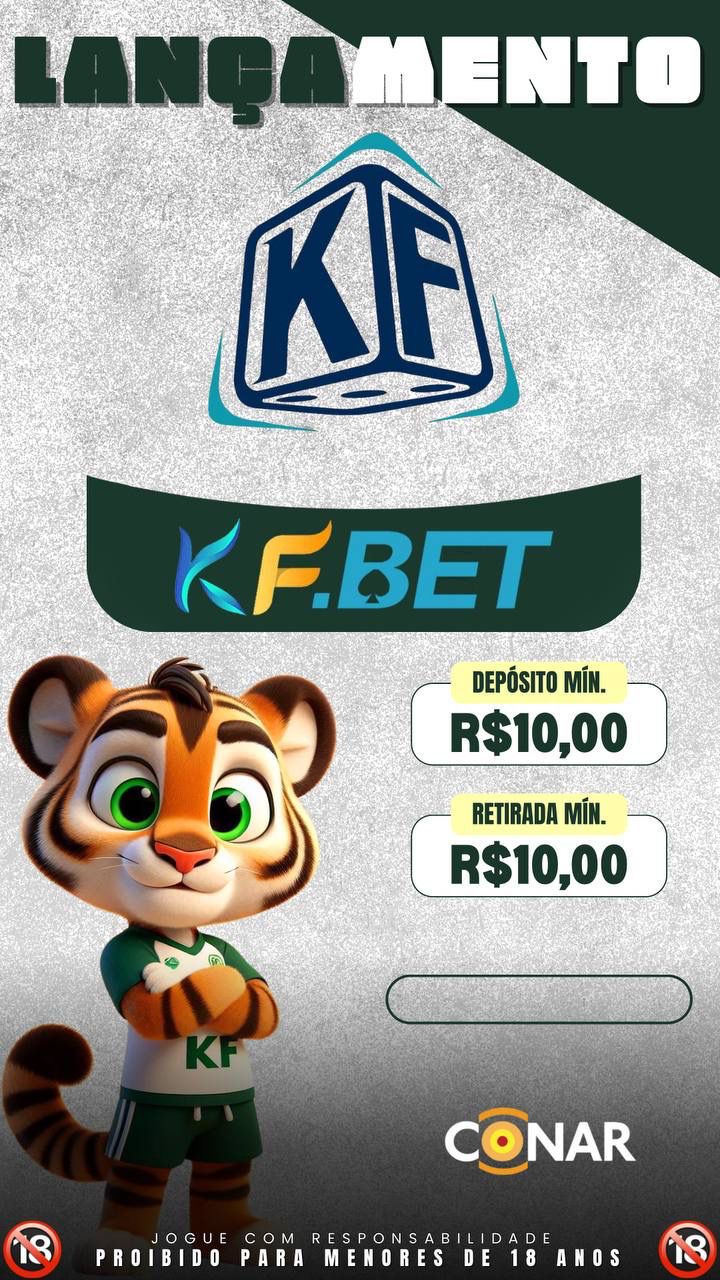 LANÇAMENTO
KF
KF.BET
DEPÓSITO MÍN.
R$10,00
RETIRADA MÍN.
R$10,00
KF
CONAR
JOGUE COM RESPONSABILIDADE
PROIBIDO PARA MENORES DE 18 ANOS
18
18